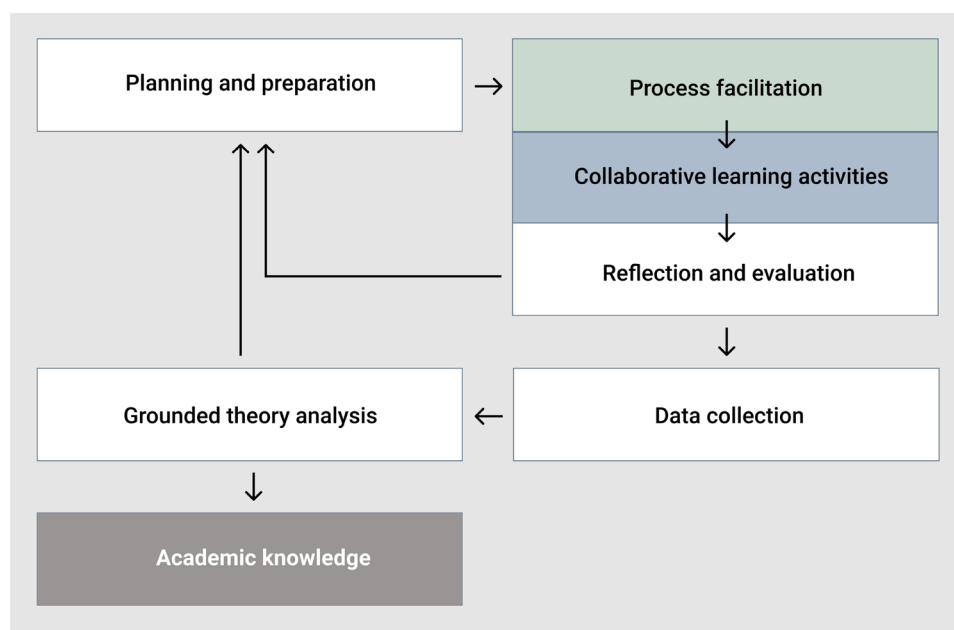 Planning and preparation
Process facilitation
Collaborative learning activities
Reflection and evaluation
Grounded theory analysis
Data collection
Academic knowledge